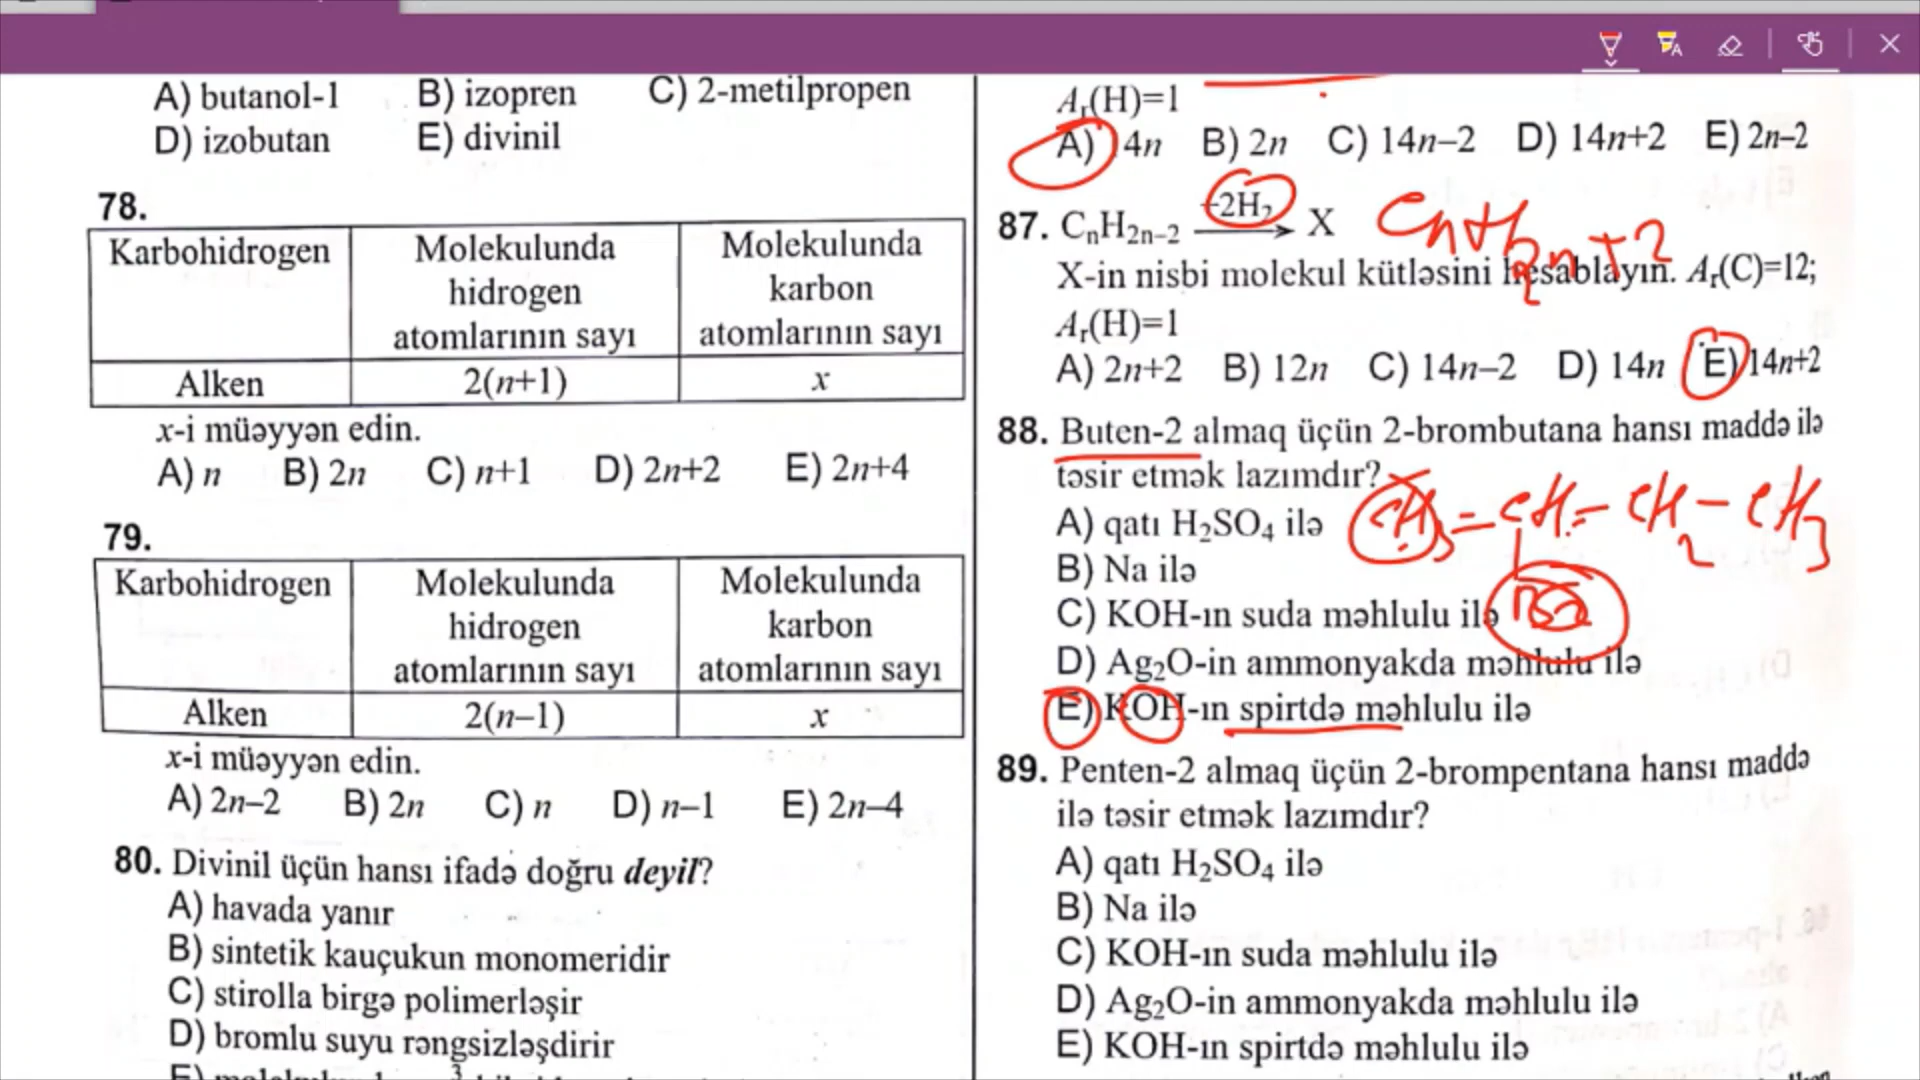 A) butanol-1 B) izopren C) 2-metilpropen
D) izobutan E) divinil
78.
Karbohidrogen Molekulunda hidrogen atomlarının sayı Molekulunda karbon atomlarının sayı
Alken 2(n+1) x
x-i müəyyən edin.
A) n B) 2n C) n+1 D) 2n+2 E) 2n+4
79.
Karbohidrogen Molekulunda hidrogen atomlarının sayı Molekulunda karbon atomlarının sayı
Alken 2(n–1) x
x-i müəyyən edin.
A) 2n–2 B) 2n C) n D) n–1 E) 2n–4
80. Divinil üçün hansı ifadə doğru deyil?
A) havada yanır
B) sintetik kauçukun monomeridir
C) stirolla birgə polimerləşir
D) bromlu suyu rəngsizləşdirir
Aᵣ(H)=1
A) 14n B) 2n C) 14n–2 D) 14n+2 E) 2n–2
87. CₙH₂ₙ₋₂ +2H₂ → X CnH2n+2
X-in nisbi molekul kütləsini hesablayın. Aᵣ(C)=12;
Aᵣ(H)=1
A) 2n+2 B) 12n C) 14n–2 D) 14n E) 14n+2
88. Buten-2 almaq üçün 2-brombutana hansı maddə ilə
təsir etmək lazımdır?
A) qatı H₂SO₄ ilə CH3 – CH – CH2 – CH3
B) Na ilə
C) KOH-ın suda məhlulu ilə Br
D) Ag₂O-in ammonyakda məhlulu ilə
E) KOH-ın spirtdə məhlulu ilə
89. Penten-2 almaq üçün 2-brompentana hansı maddə
ilə təsir etmək lazımdır?
A) qatı H₂SO₄ ilə
B) Na ilə
C) KOH-ın suda məhlulu ilə
D) Ag₂O-in ammonyakda məhlulu ilə
E) KOH-ın spirtdə məhlulu ilə